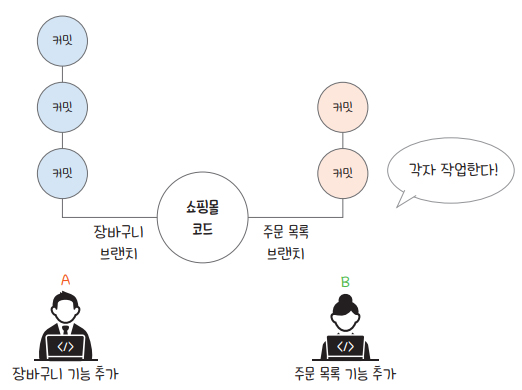 커밋
커밋
커밋
커밋
커밋
각자 작업한다!
쇼핑몰
코드
장바구니
브랜치
주문 목록
브랜치
A
B
</>
</>
장바구니 기능 추가
주문 목록 기능 추가